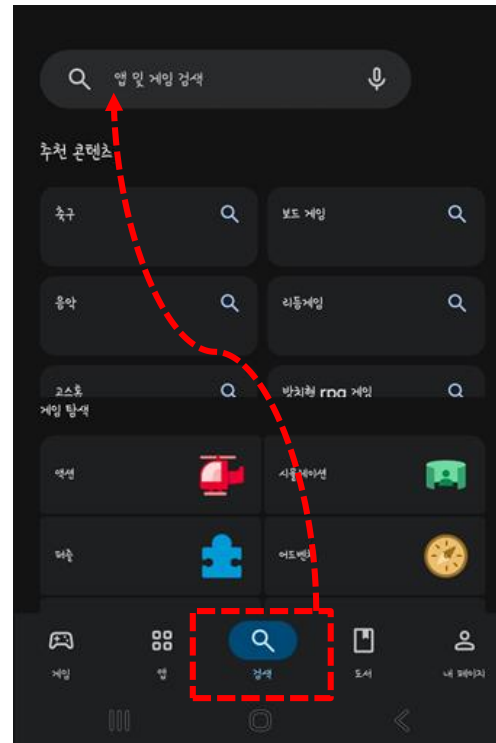 앱 및 게임 검색
추천 콘텐츠
축구
보드 게임
음악
리듬게임
고스톱
방치형 rpg 게임
게임 탐색
액션
시뮬레이션
퍼즐
어드벤처
게임
앱
검색
도서
내 페이지